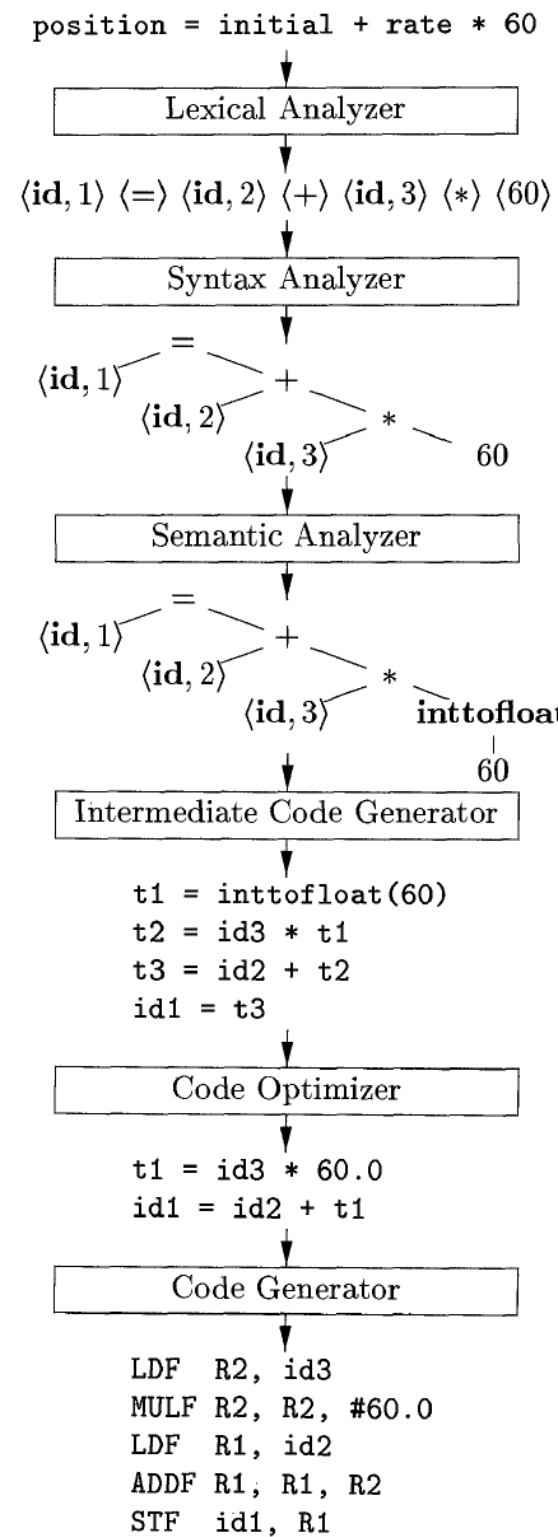 position = initial + rate * 60
Lexical Analyzer
⟨id, 1⟩ ⟨=⟩ ⟨id, 2⟩ ⟨+⟩ ⟨id, 3⟩ ⟨*⟩ ⟨60⟩
Syntax Analyzer
=
⟨id, 1⟩ +
⟨id, 2⟩ *
⟨id, 3⟩ 60
Semantic Analyzer
=
⟨id, 1⟩ +
⟨id, 2⟩ *
⟨id, 3⟩ inttofloat
60
Intermediate Code Generator
t1 = inttofloat(60)
t2 = id3 * t1
t3 = id2 + t2
id1 = t3
Code Optimizer
t1 = id3 * 60.0
id1 = id2 + t1
Code Generator
LDF R2, id3
MULF R2, R2, #60.0
LDF R1, id2
ADDF R1, R1, R2
STF id1, R1